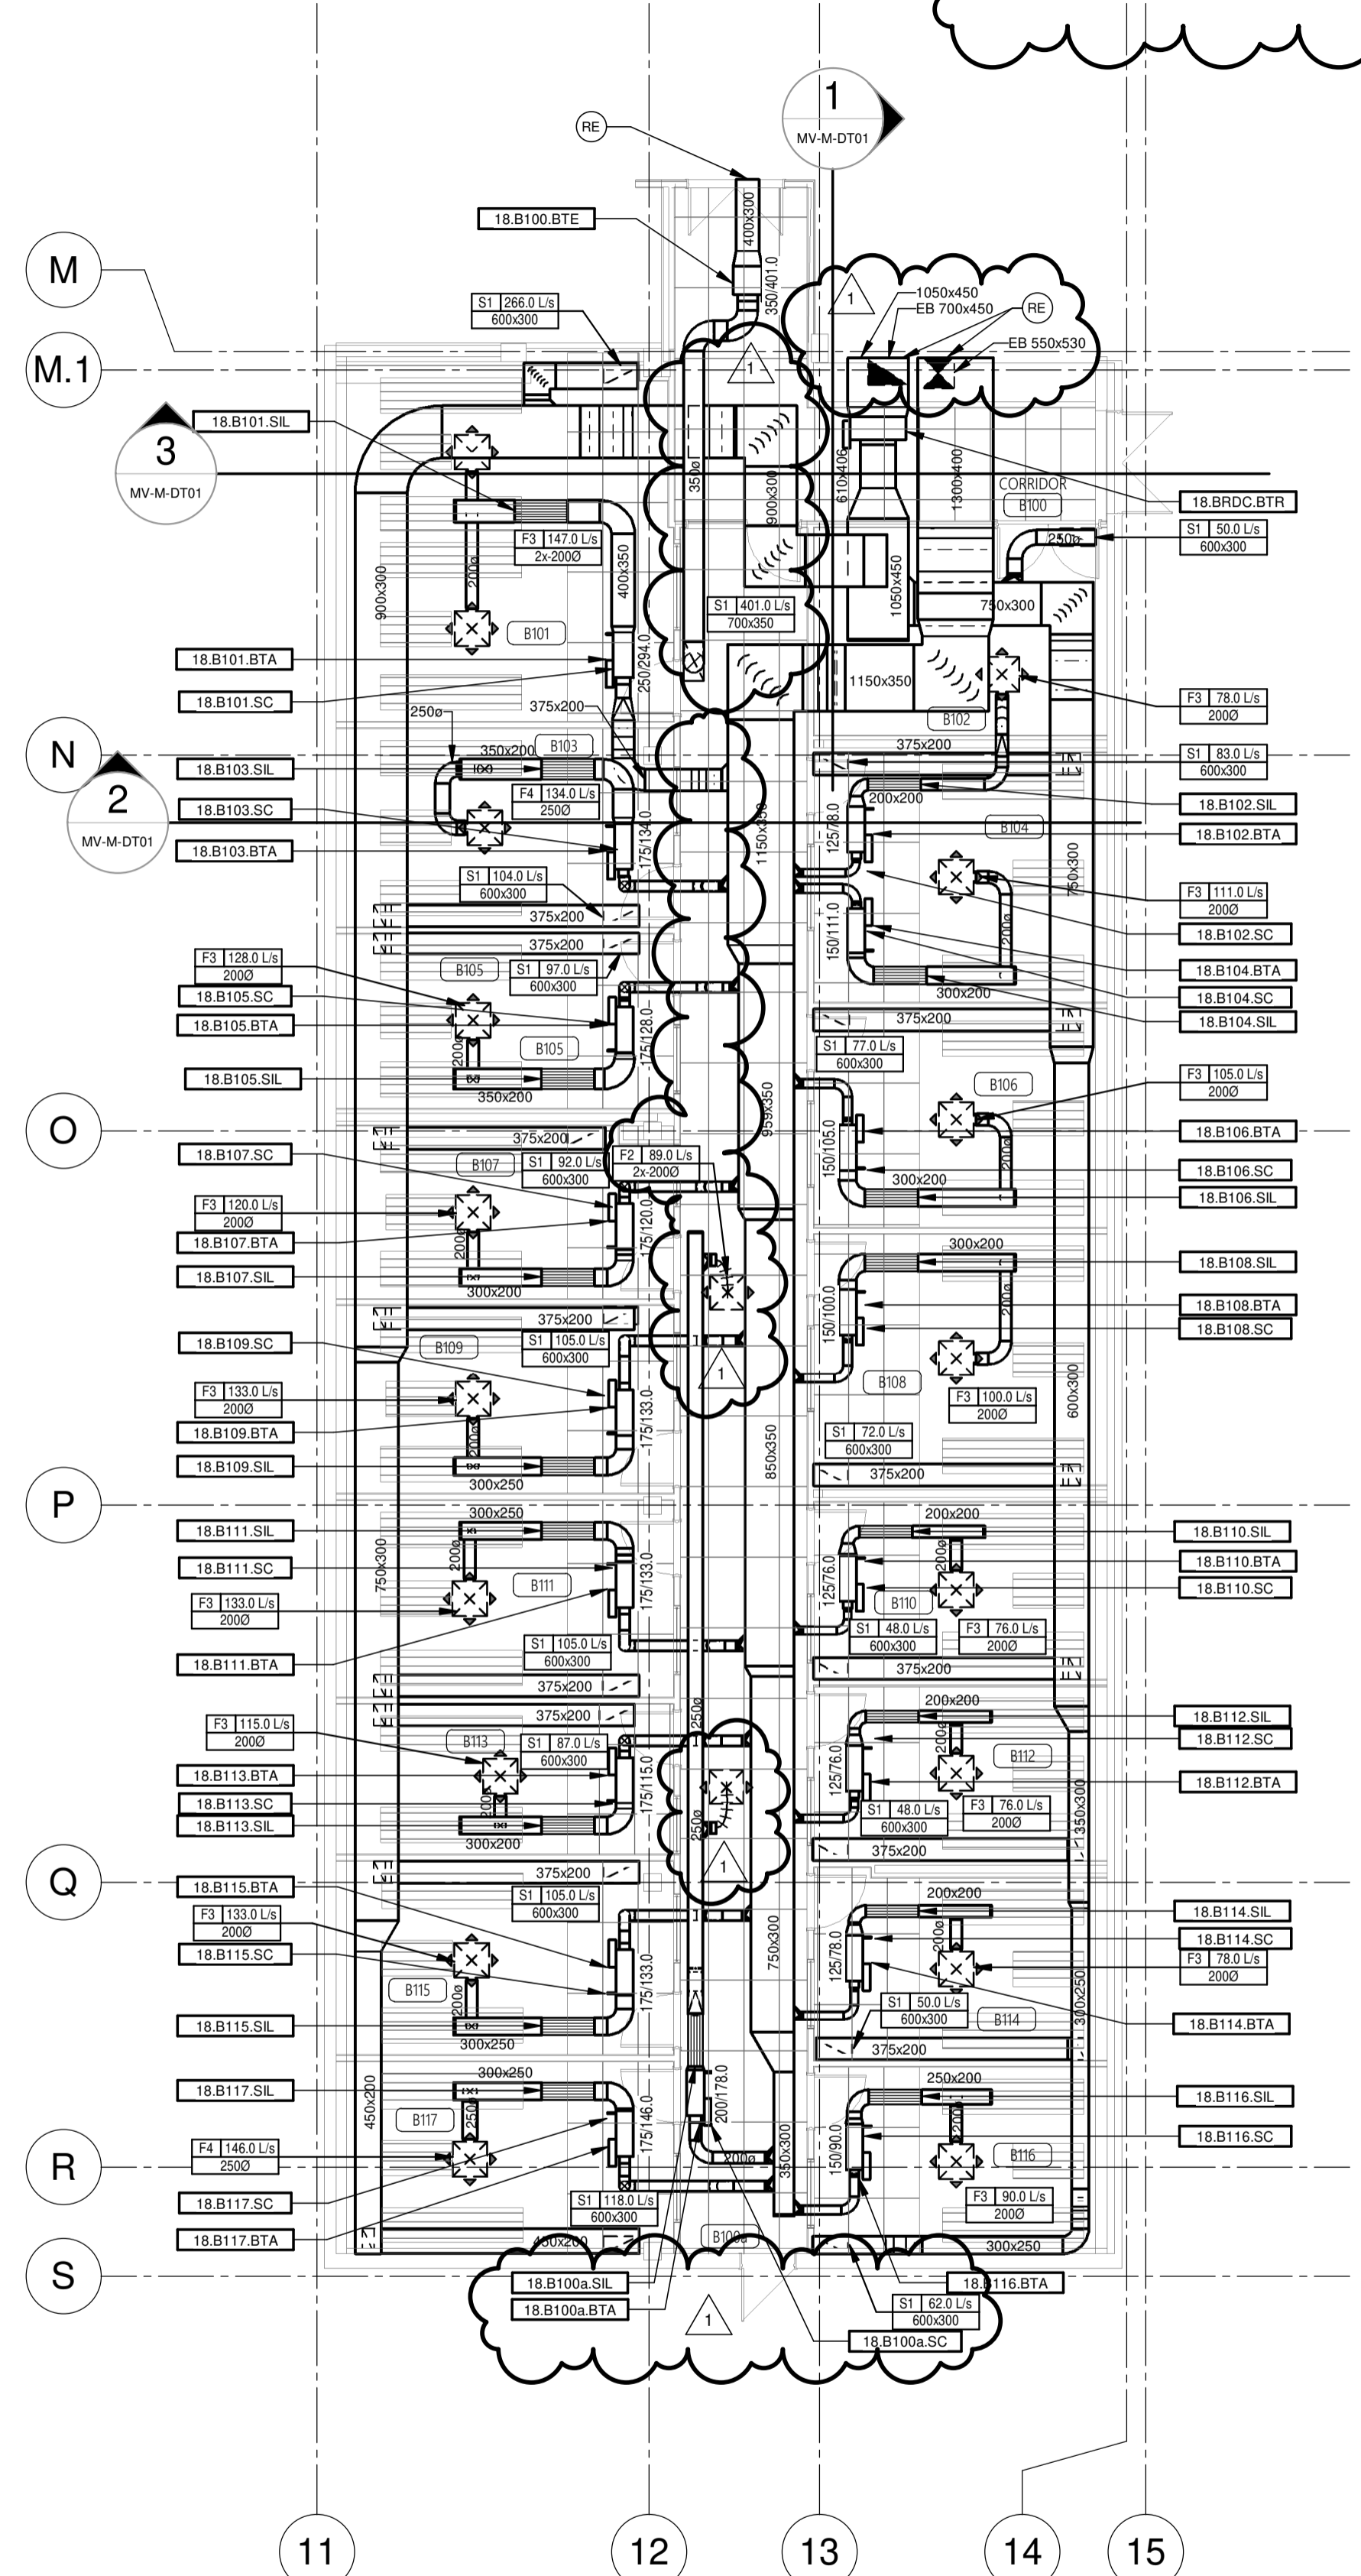 1
MV-M-DT01
RE
18.B100.BTE
400x300
350/401.0
M
S1 266.0 L/s
600x300
1
1050x450
EB 700x450
RE
EB 550x530
1
M.1
18.B101.SIL
3
MV-M-DT01
350ø
900x300
610x406
1300x400
CORRIDOR
B100
18.BRDC.BTR
S1 50.0 L/s
600x300
250ø
F3 147.0 L/s
2x-200Ø
200ø
900x300
400x350
1050x450
750x300
S1 401.0 L/s
700x350
B101
18.B101.BTA
250/294.0
18.B101.SC
1150x350
F3 78.0 L/s
200Ø
250ø
375x200
B102
N
350x200
B103
375x200
S1 83.0 L/s
600x300
18.B103.SIL
F4 134.0 L/s
250Ø
200x200
18.B102.SIL
18.B103.SC
2
MV-M-DT01
175/134.0
1150x350
125/78.0
B104
18.B102.BTA
18.B103.BTA
750x300
S1 104.0 L/s
600x300
F3 111.0 L/s
200Ø
375x200
150/111.0
200ø
18.B102.SC
375x200
F3 128.0 L/s
200Ø
B105
S1 97.0 L/s
600x300
18.B104.BTA
18.B105.SC
300x200
18.B104.SC
18.B105.BTA
175/128.0
375x200
18.B104.SIL
200ø
B105
S1 77.0 L/s
600x300
18.B105.SIL
350x200
B106
F3 105.0 L/s
200Ø
959x350
O
375x200
18.B106.BTA
18.B107.SC
B107
S1 92.0 L/s
600x300
F2 89.0 L/s
2x-200Ø
150/105.0
200ø
18.B106.SC
300x200
18.B106.SIL
F3 120.0 L/s
200Ø
175/120.0
18.B107.BTA
200ø
300x200
18.B108.SIL
18.B107.SIL
300x200
200ø
150/100.0
18.B108.BTA
375x200
18.B108.SC
18.B109.SC
B109
S1 105.0 L/s
600x300
1
B108
F3 133.0 L/s
200Ø
F3 100.0 L/s
200Ø
600x300
18.B109.BTA
200ø
175/133.0
S1 72.0 L/s
600x300
850x350
18.B109.SIL
300x250
375x200
P
300x250
200x200
18.B111.SIL
18.B110.SIL
18.B111.SC
200ø
750x300
B111
175/133.0
125/76.0
200ø
18.B110.BTA
18.B110.SC
F3 133.0 L/s
200Ø
B110
S1 48.0 L/s
600x300
F3 76.0 L/s
200Ø
18.B111.BTA
S1 105.0 L/s
600x300
375x200
375x200
375x200
250ø
200x200
18.B112.SIL
F3 115.0 L/s
200Ø
B113
S1 87.0 L/s
600x300
200ø
18.B112.SC
B112
18.B113.BTA
175/115.0
125/76.0
18.B112.BTA
18.B113.SC
200ø
S1 48.0 L/s
600x300
F3 76.0 L/s
200Ø
350x300
18.B113.SIL
300x200
250ø
375x200
1
Q
375x200
18.B115.BTA
S1 105.0 L/s
600x300
200x200
18.B114.SIL
F3 133.0 L/s
200Ø
750x300
18.B114.SC
18.B115.SC
125/78.0
200ø
F3 78.0 L/s
200Ø
B115
200ø
175/133.0
S1 50.0 L/s
600x300
B114
300x250
18.B115.SIL
300x250
18.B114.BTA
375x200
300x250
250x200
18.B117.SIL
200/178.0
18.B116.SIL
450x200
B117
250ø
175/146.0
200ø
18.B116.SC
F4 146.0 L/s
250Ø
R
200ø
350x300
150/90.0
B116
18.B117.SC
S1 118.0 L/s
600x300
F3 90.0 L/s
200Ø
18.B117.BTA
450x200
B100a
300x250
S
18.B100a.SIL
18.B116.BTA
18.B100a.BTA
1
S1 62.0 L/s
600x300
18.B100a.SC
11
12
13
14
15